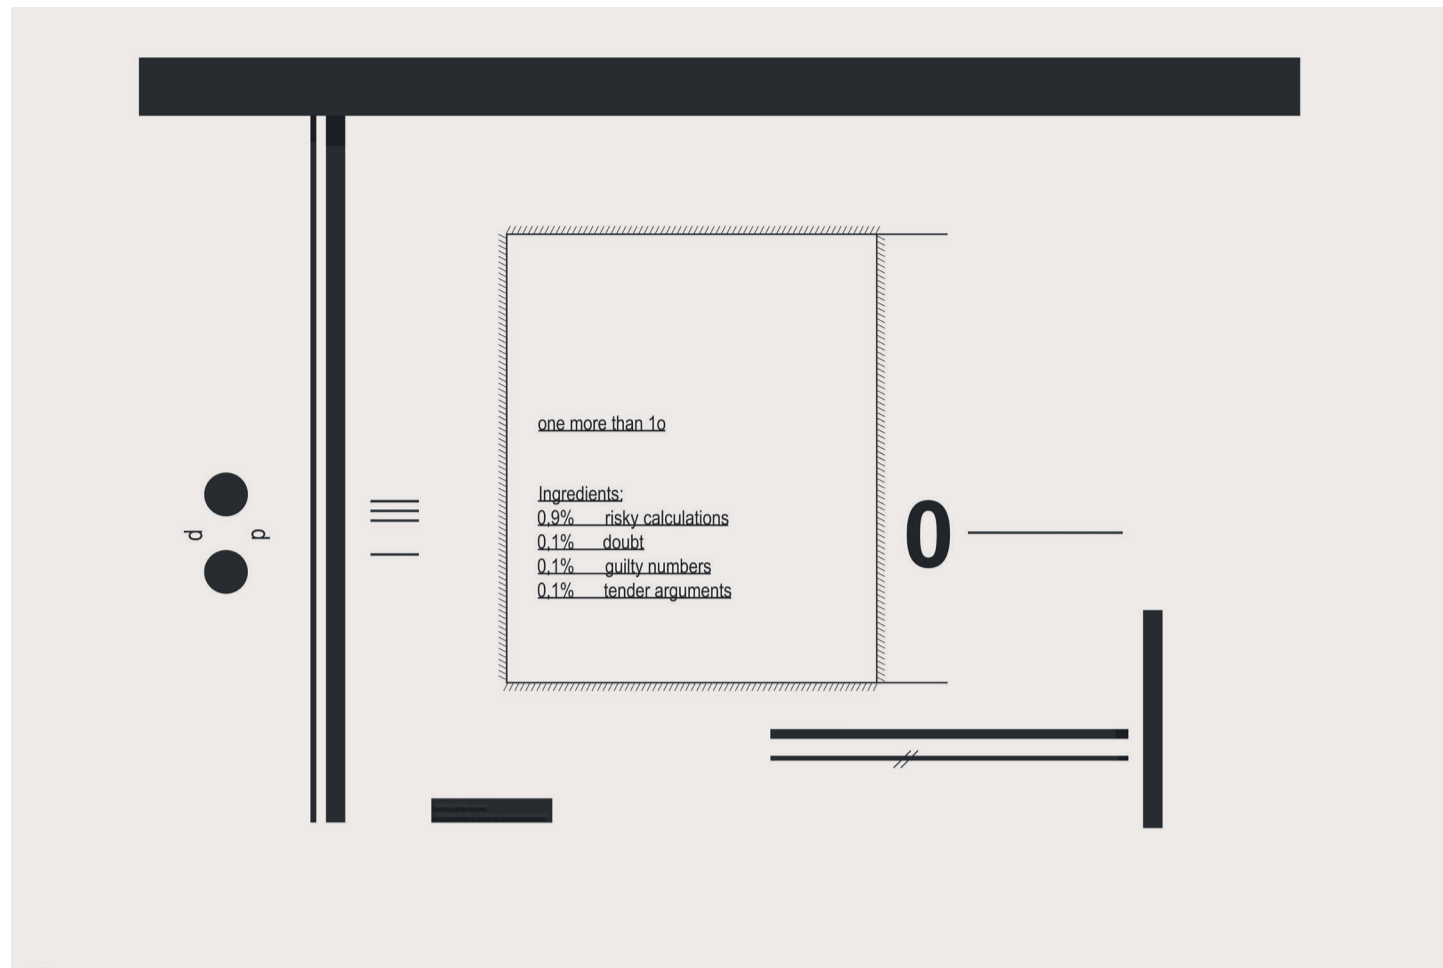 one more than 1o
Ingredients:
0,9% risky calculations
0,1% doubt
0,1% guilty numbers
0,1% tender arguments
d p
0